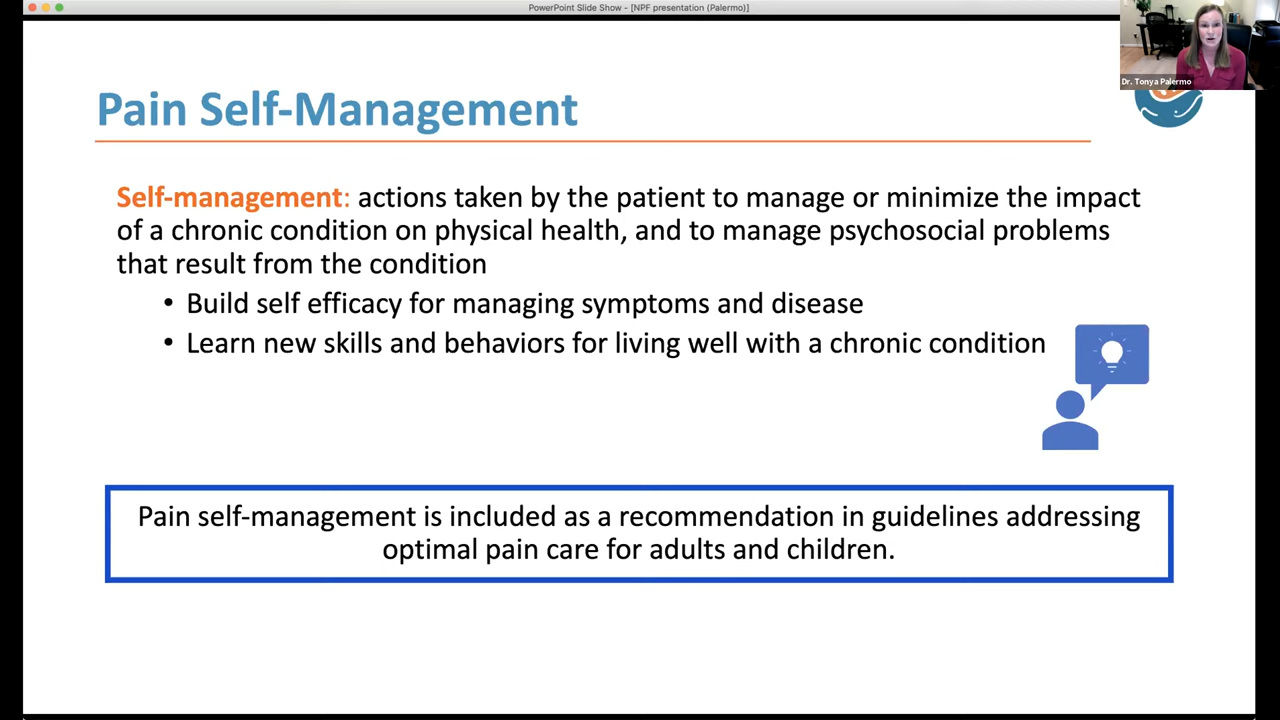 PowerPoint Slide Show - [NPF presentation (Palermo)]
Dr. Tonya Palermo
Pain Self-Management
Self-management: actions taken by the patient to manage or minimize the impact
of a chronic condition on physical health, and to manage psychosocial problems
that result from the condition
• Build self efficacy for managing symptoms and disease
• Learn new skills and behaviors for living well with a chronic condition
Pain self-management is included as a recommendation in guidelines addressing
optimal pain care for adults and children.